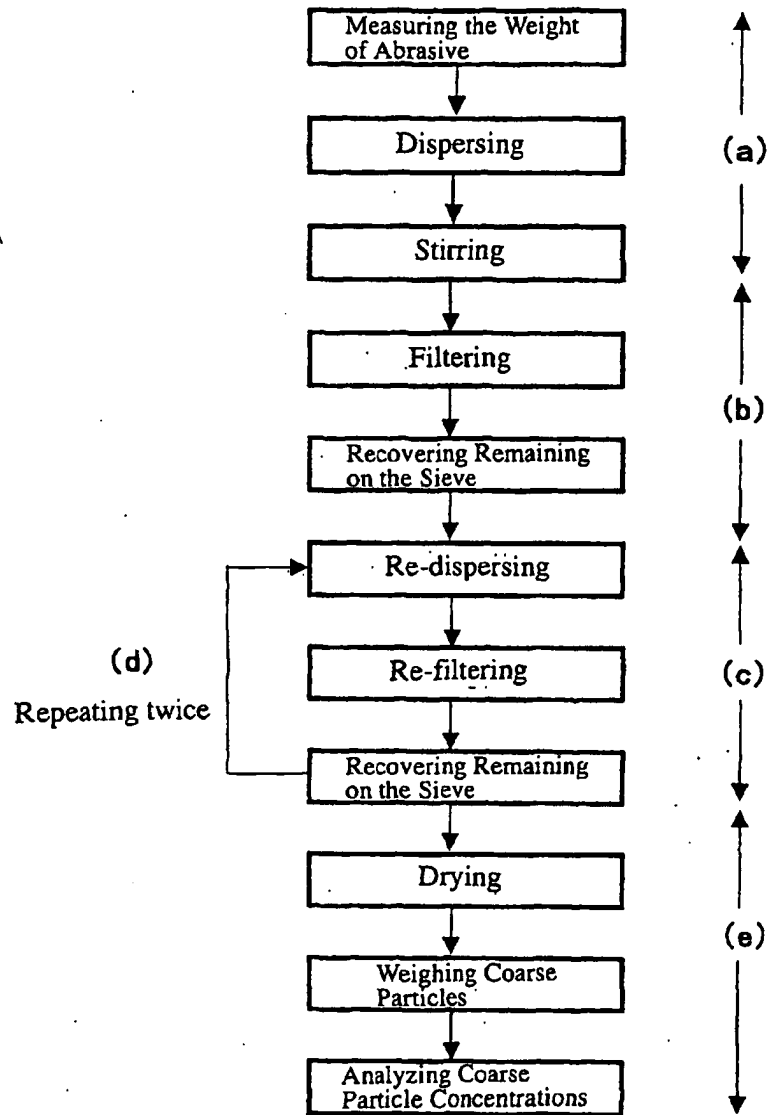 Measuring the Weight
of Abrasive
Dispersing
(a)
Stirring
Filtering
(b)
Recovering Remaining
on the Sieve
Re-dispersing
(d)
Repeating twice
Re-filtering
(c)
Recovering Remaining
on the Sieve
Drying
(e)
Weighing Coarse
Particles
Analyzing Coarse
Particle Concentrations